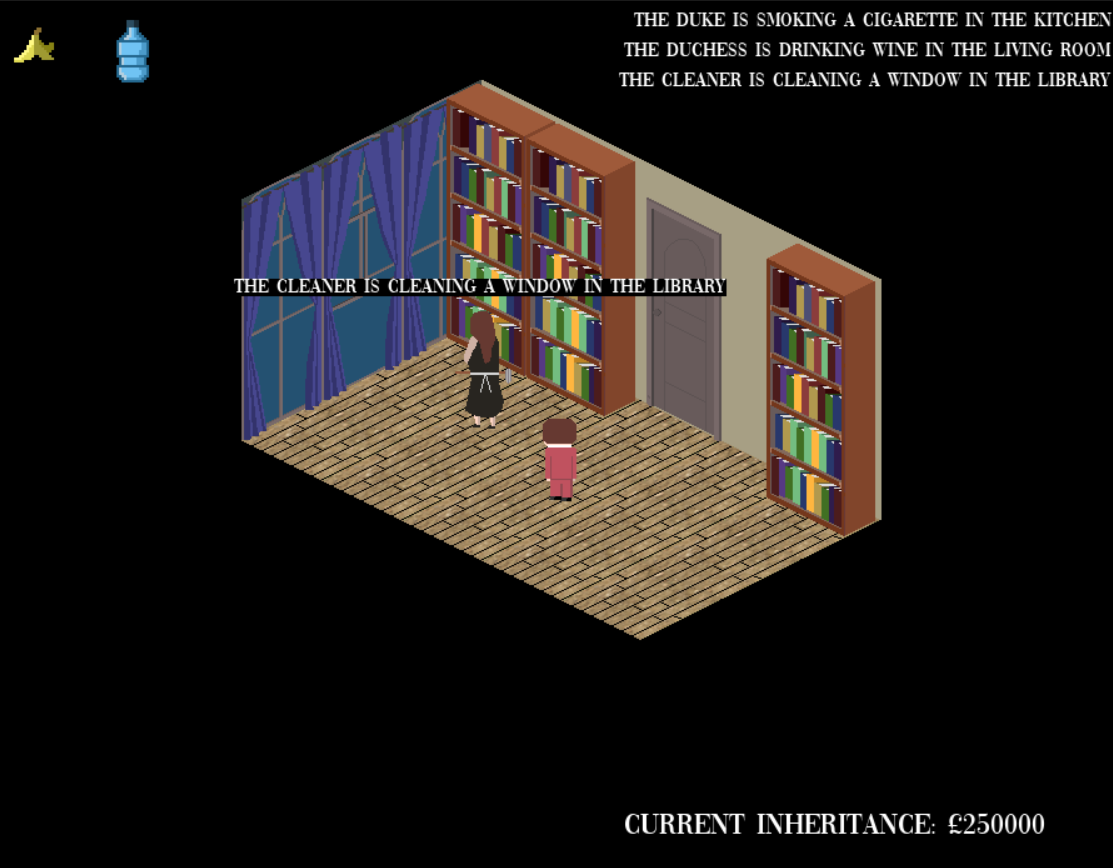 THE DUKE IS SMOKING A CIGARETTE IN THE KITCHEN
THE DUCHESS IS DRINKING WINE IN THE LIVING ROOM
THE CLEANER IS CLEANING A WINDOW IN THE LIBRARY
THE CLEANER IS CLEANING A WINDOW IN THE LIBRARY
CURRENT INHERITANCE: £250000